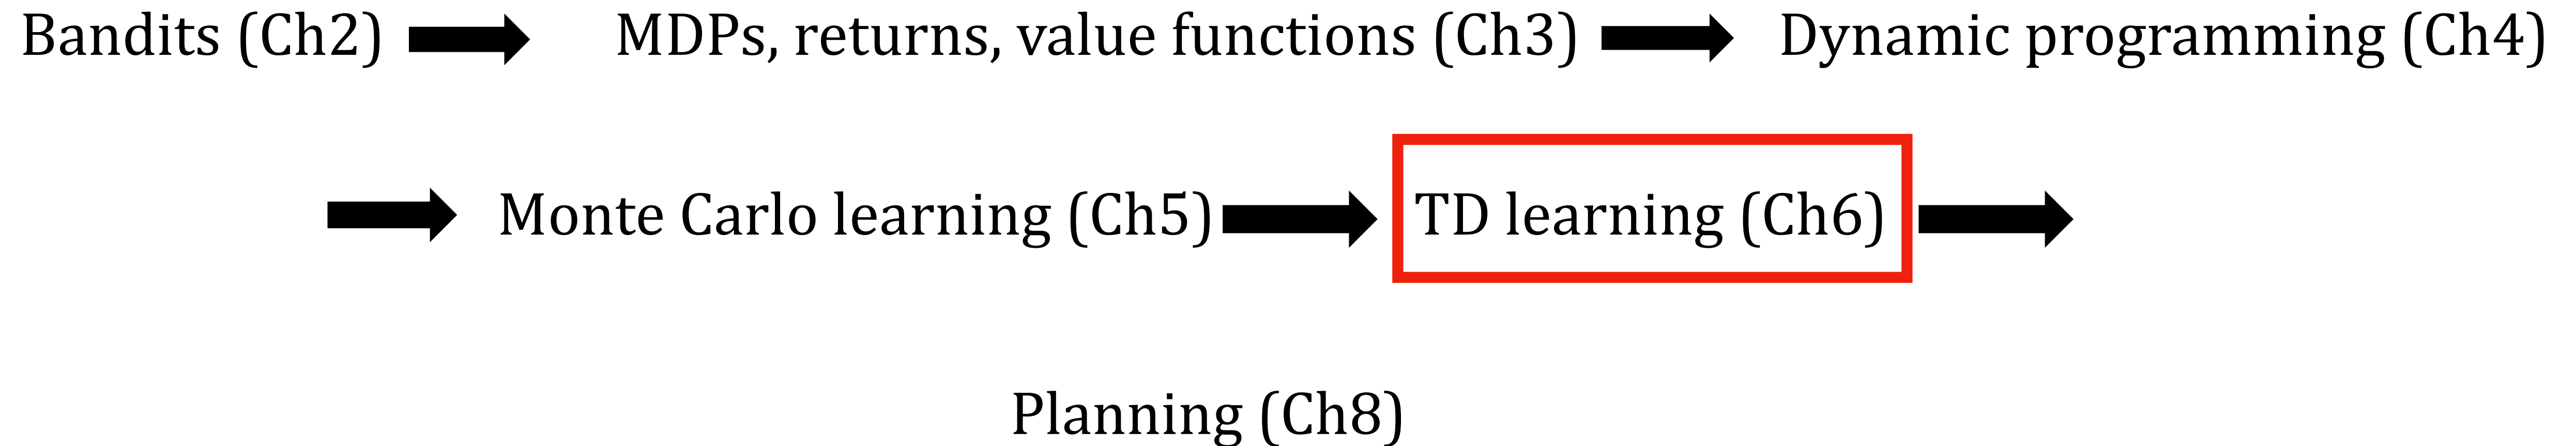 Bandits (Ch2) MDPs, returns, value functions (Ch3) Dynamic programming (Ch4)
Monte Carlo learning (Ch5) TD learning (Ch6)
Planning (Ch8)